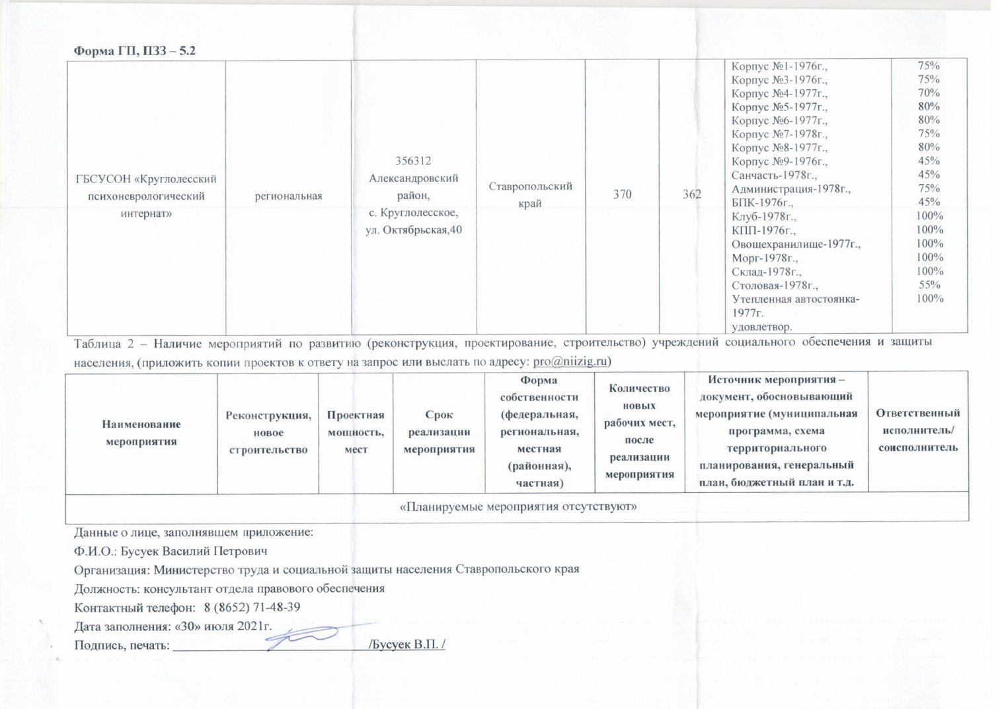 Форма ГП, ПЗЗ – 5.2
ГБСУСОН «Круглолесский
психоневрологический
интернат»
региональная
356312
Александровский
район,
с. Круглолесское,
ул. Октябрьская,40
Ставропольский
край
370
362
Корпус №1-1976г.,
Корпус №3-1976г.,
Корпус №4-1977г.,
Корпус №5-1977г.,
Корпус №6-1977г.,
Корпус №7-1978г.,
Корпус №8-1977г.,
Корпус №9-1976г.,
Санчасть-1978г.,
Администрация-1978г.,
БПК-1976г.,
Клуб-1978г.,
КПП-1976г.,
Овощехранилище-1977г.,
Морг-1978г.,
Склад-1978г.,
Столовая-1978г.,
Утепленная автостоянка-
1977г.
удовлетвор.
75%
75%
70%
80%
80%
75%
80%
45%
45%
75%
45%
100%
100%
100%
100%
100%
55%
100%
Таблица 2 – Наличие мероприятий по развитию (реконструкция, проектирование, строительство) учреждений социального обеспечения и защиты
населения, (приложить копии проектов к ответу на запрос или выслать по адресу: pro@niizig.ru)
Наименование
мероприятия
Реконструкция,
новое
строительство
Проектная
мощность,
мест
Срок
реализации
мероприятия
Форма
собственности
(федеральная,
региональная,
местная
(районная),
частная)
Количество
новых
рабочих мест,
после
реализации
мероприятия
Источник мероприятия –
документ, обосновывающий
мероприятие (муниципальная
программа, схема
территориального
планирования, генеральный
план, бюджетный план и т.д.
Ответственный
исполнитель/
соисполнитель
«Планируемые мероприятия отсутствуют»
Данные о лице, заполнявшем приложение:
Ф.И.О.: Бусуек Василий Петрович
Организация: Министерство труда и социальной защиты населения Ставропольского края
Должность: консультант отдела правового обеспечения
Контактный телефон: 8 (8652) 71-48-39
Дата заполнения: «30» июля 2021г.
Подпись, печать: /Бусуек В.П. /